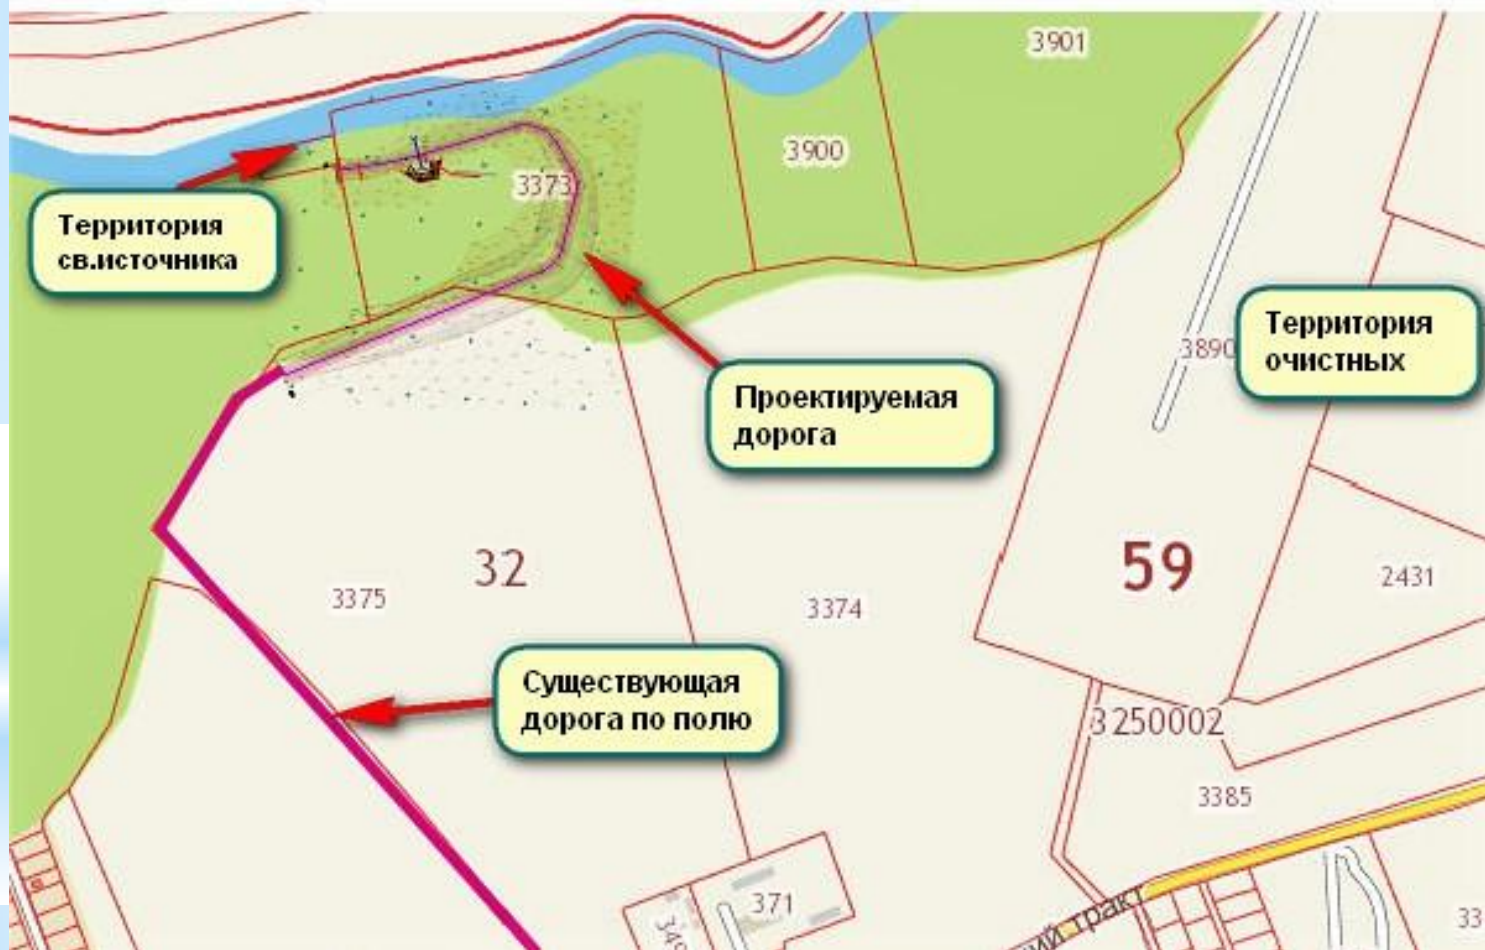 3901
3900
3373
Территория
св.источника
Территория
очистных
3890
Проектируемая
дорога
32
59
3375
3374
2431
Существующая
дорога по полю
3250002
3385
371
тракт
33